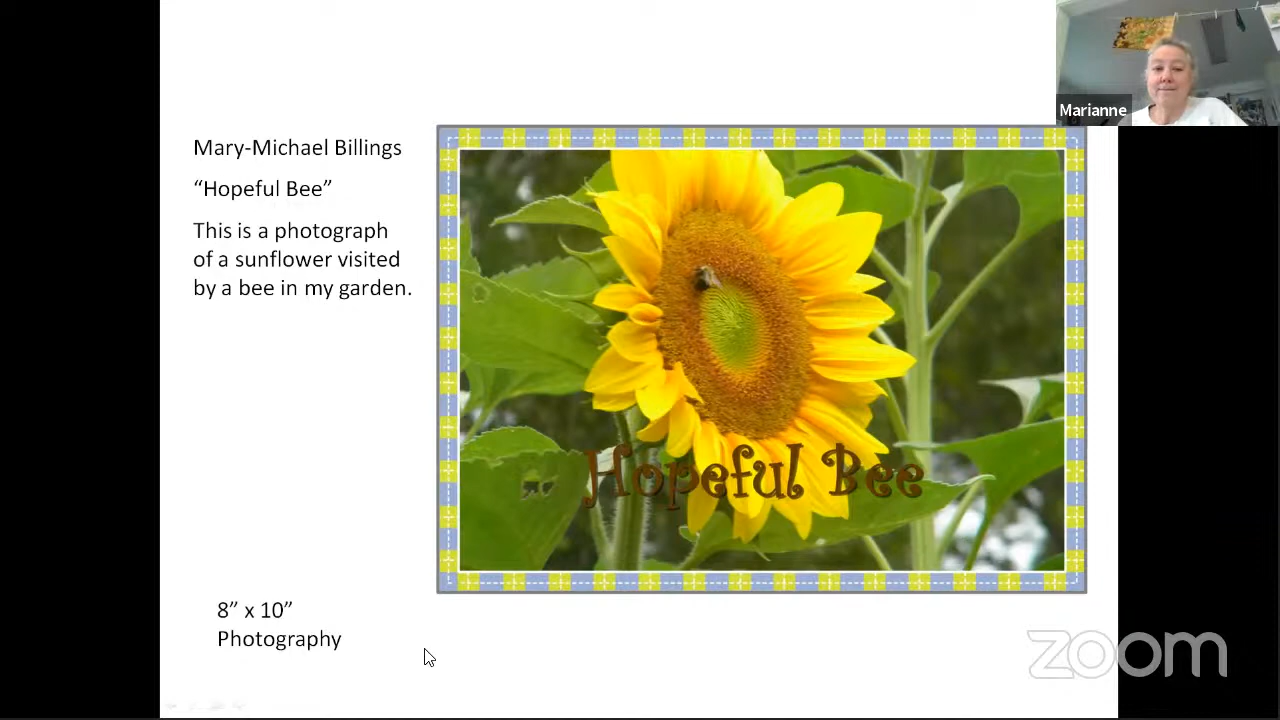 Mary-Michael Billings
“Hopeful Bee”
This is a photograph
of a sunflower visited
by a bee in my garden.
Hopeful Bee
8” x 10”
Photography
Marianne
zoom